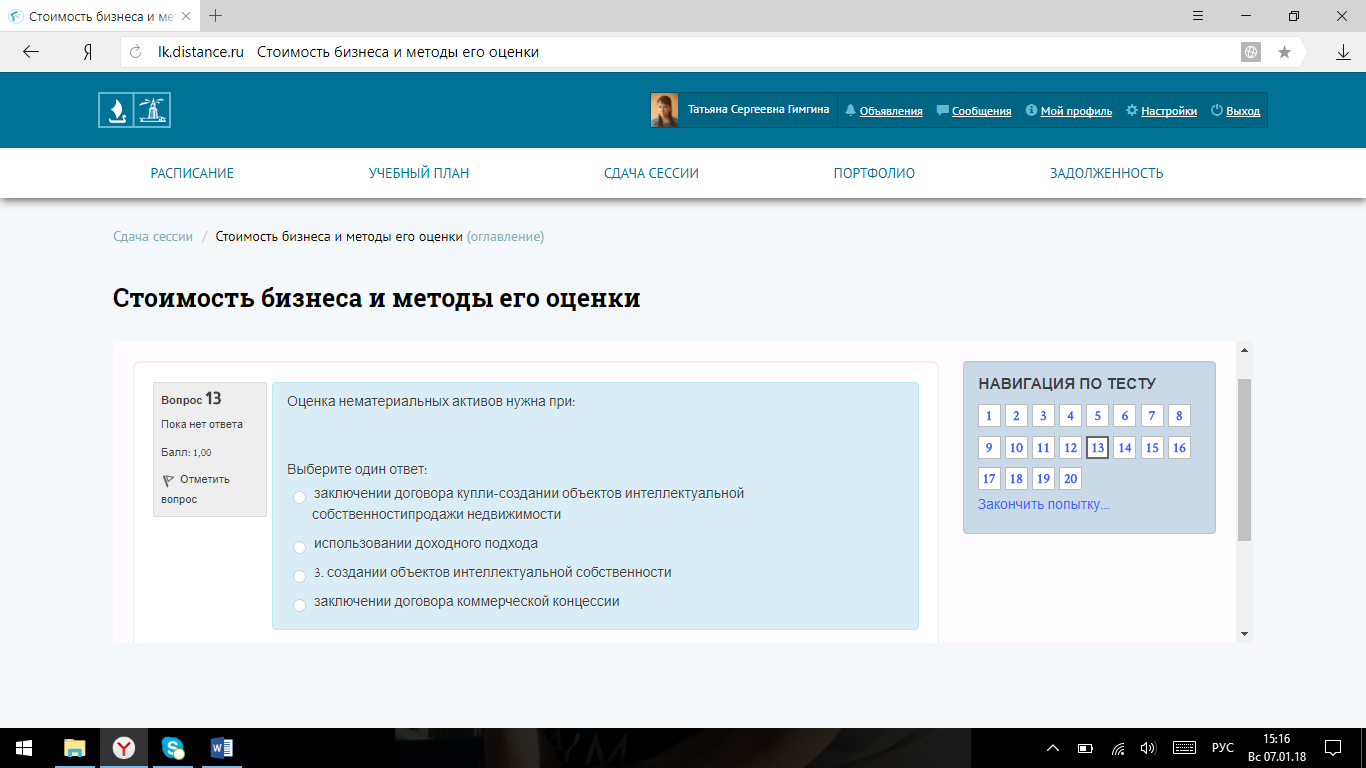 Стоимость бизнеса и ме
lk.distance.ru Стоимость бизнеса и методы его оценки
Татьяна Сергеевна Гимгина Объявления Сообщения Мой профиль Настройки Выход
РАСПИСАНИЕ УЧЕБНЫЙ ПЛАН СДАЧА СЕССИИ ПОРТФОЛИО ЗАДОЛЖЕННОСТЬ
Сдача сессии / Стоимость бизнеса и методы его оценки (оглавление)
Стоимость бизнеса и методы его оценки
Вопрос 13
Пока нет ответа
Балл: 1,00
Отметить
вопрос
Оценка нематериальных активов нужна при:
Выберите один ответ:
заключении договора купли-создании объектов интеллектуальной
собственностипродажи недвижимости
использовании доходного подхода
3. создании объектов интеллектуальной собственности
заключении договора коммерческой концессии
НАВИГАЦИЯ ПО ТЕСТУ
1 2 3 4 5 6 7 8
9 10 11 12 13 14 15 16
17 18 19 20
Закончить попытку...
РУС
15:16
Вс 07.01.18